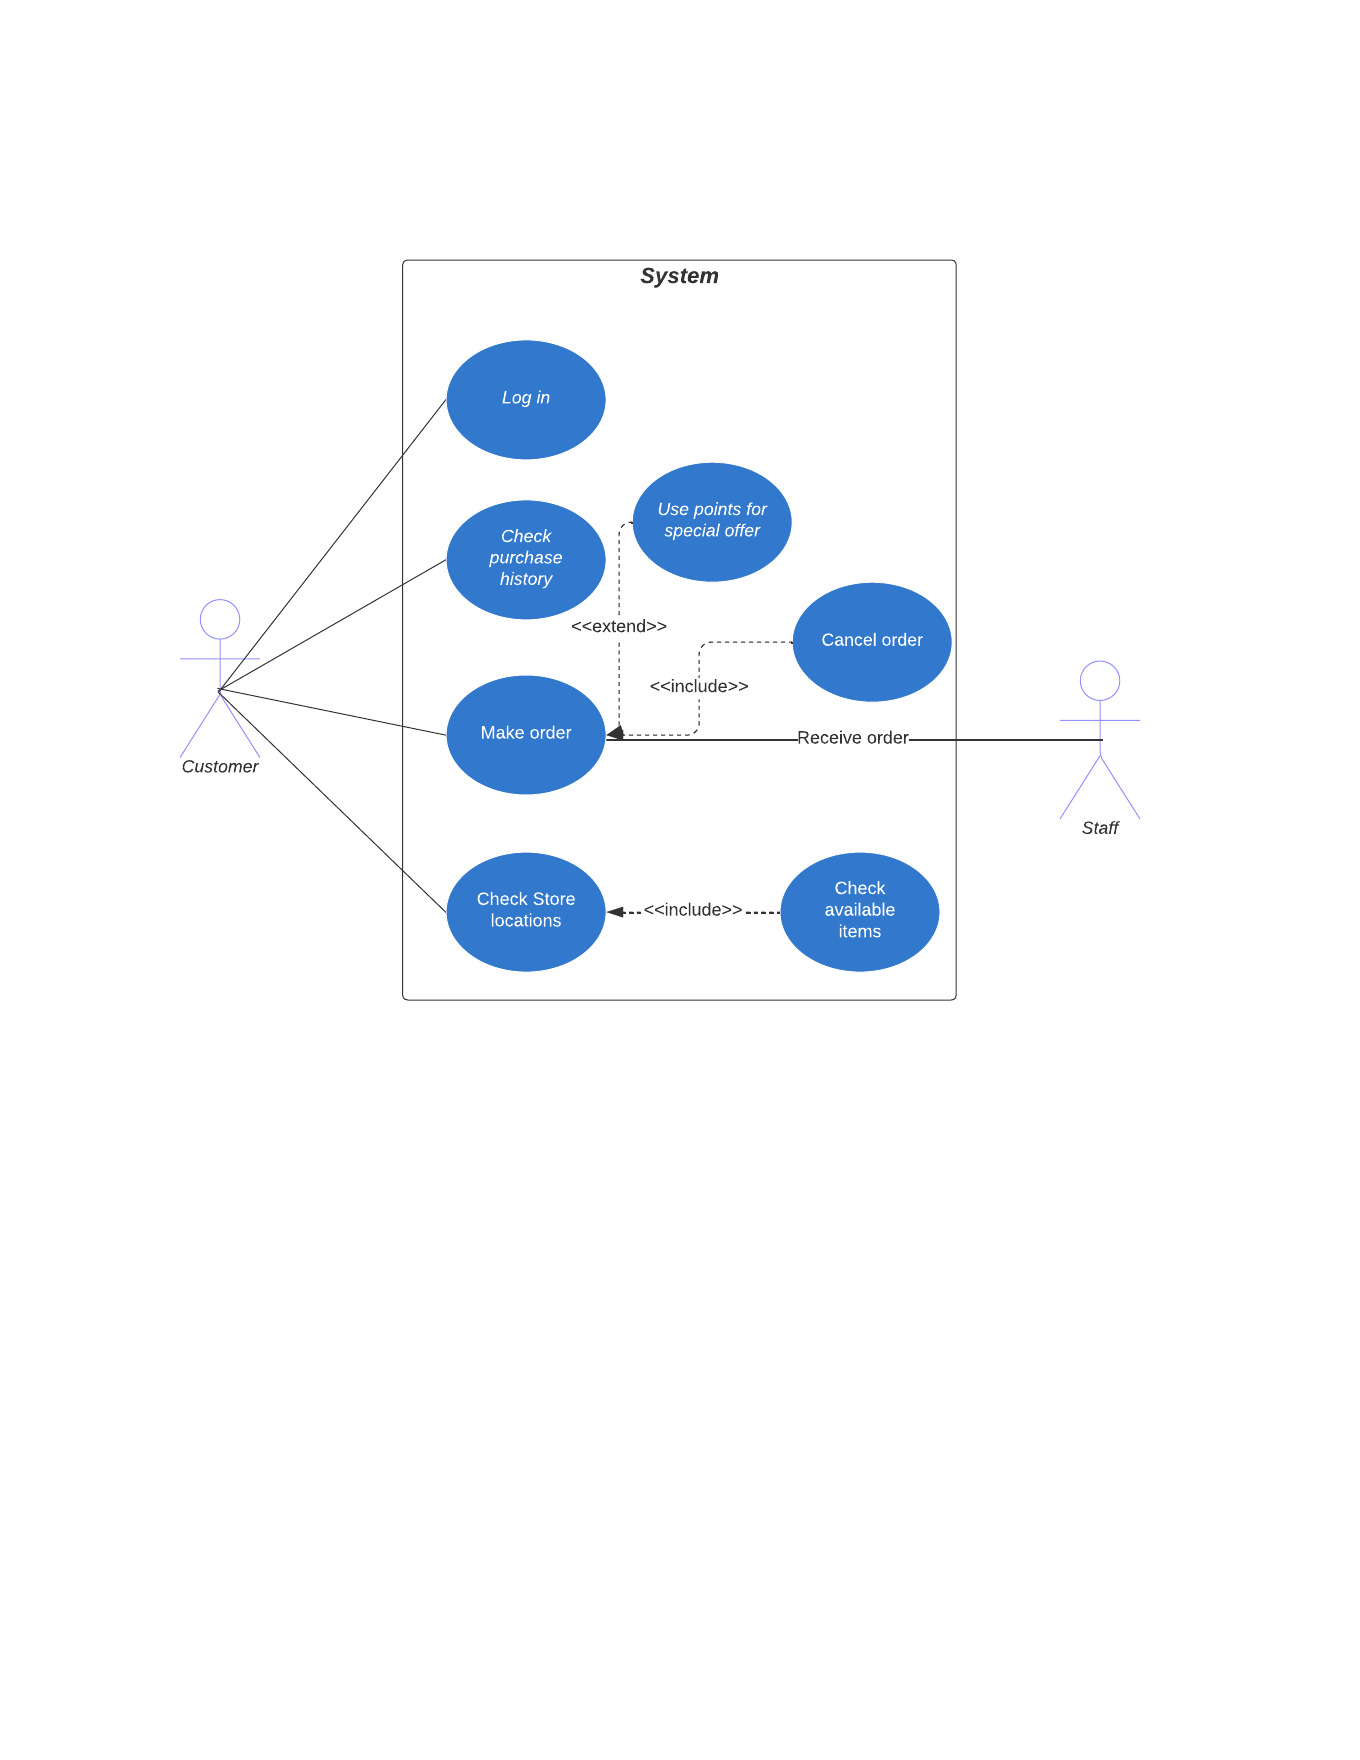 System
Log in
Use points for
special offer
Check
purchase
history
<<extend>>
Cancel order
<<include>>
Make order
Receive order
Customer
Staff
Check Store
locations
<<include>>
Check
available
items